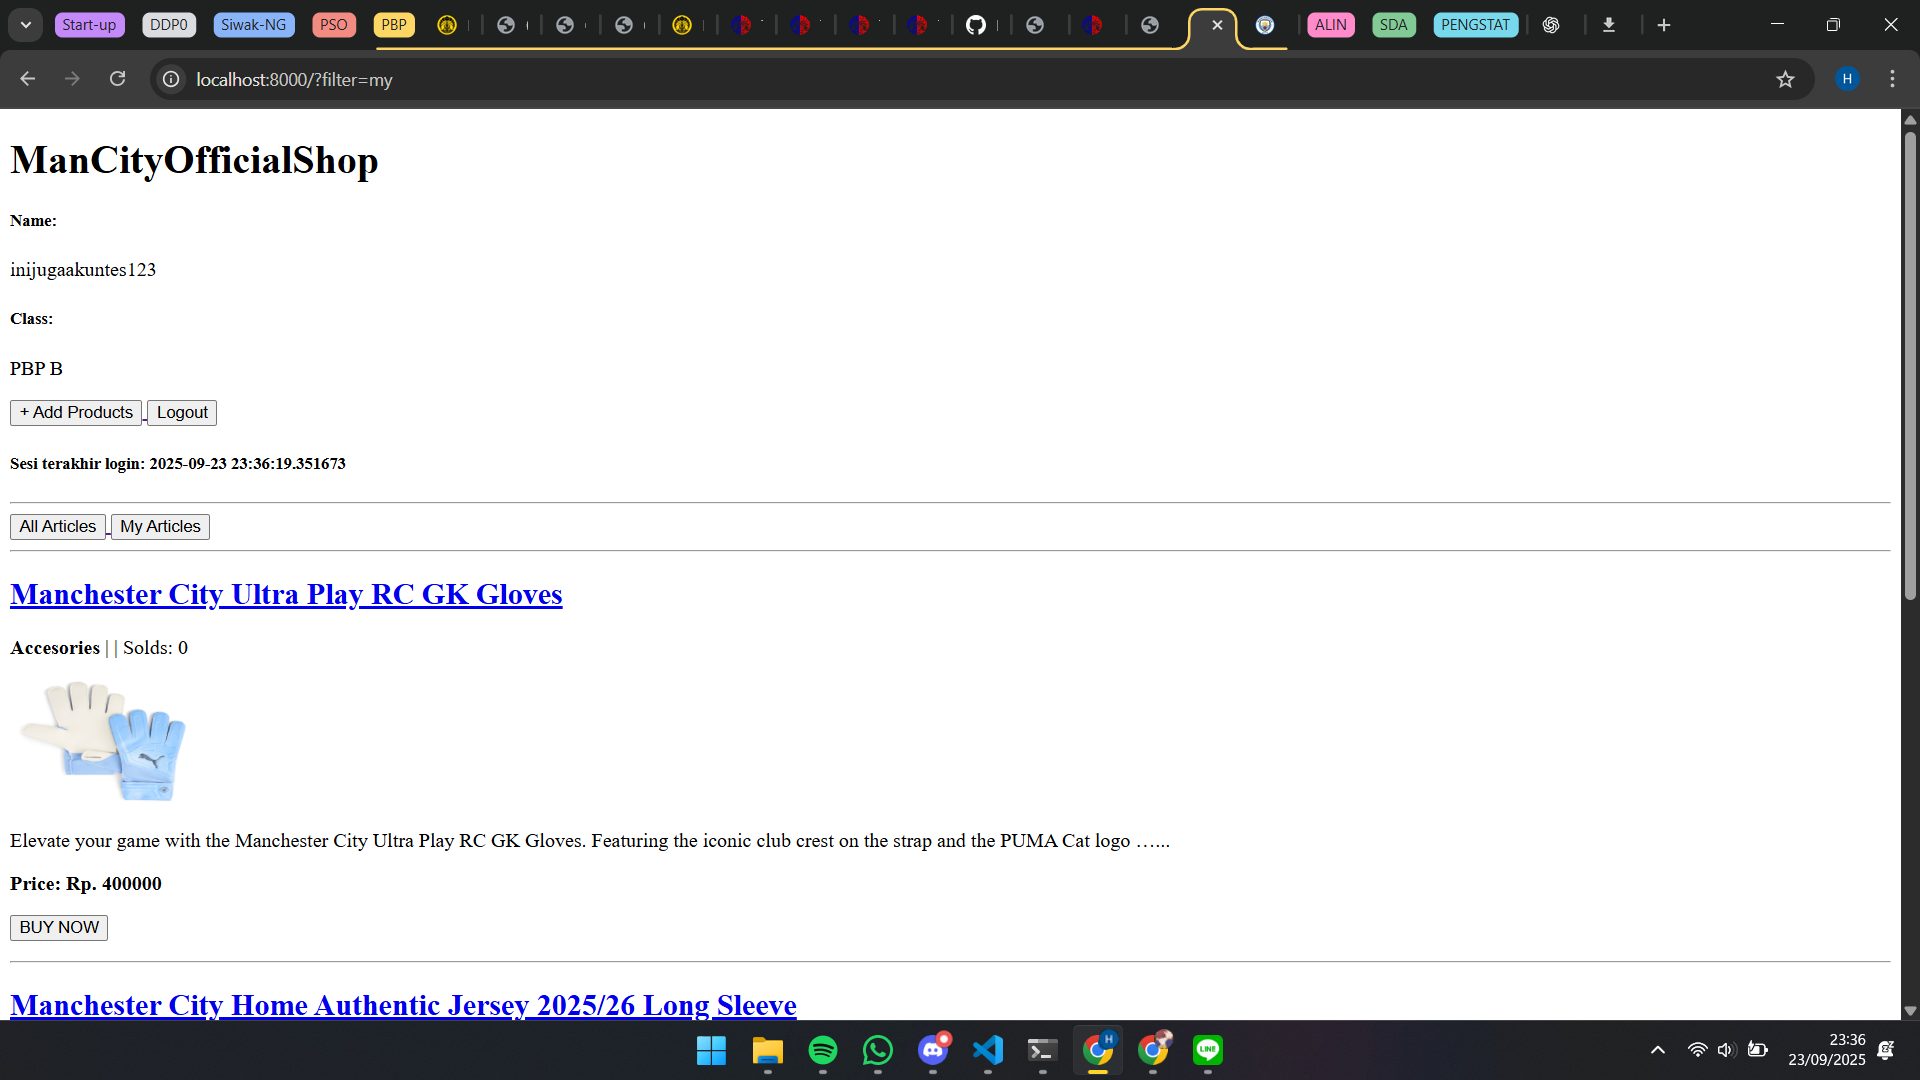 Start-up DDP0 Siwak-NG PSO PBP ALIN SDA PENGSTAT
localhost:8000/?filter=my
H
ManCityOfficialShop
Name:
inijugaakuntes123
Class:
PBP B
+ Add Products Logout
Sesi terakhir login: 2025-09-23 23:36:19.351673
All Articles My Articles
Manchester City Ultra Play RC GK Gloves
Accesories | | Solds: 0
Elevate your game with the Manchester City Ultra Play RC GK Gloves. Featuring the iconic club crest on the strap and the PUMA Cat logo …...
Price: Rp. 400000
BUY NOW
Manchester City Home Authentic Jersey 2025/26 Long Sleeve
H
LINE
23:36
23/09/2025